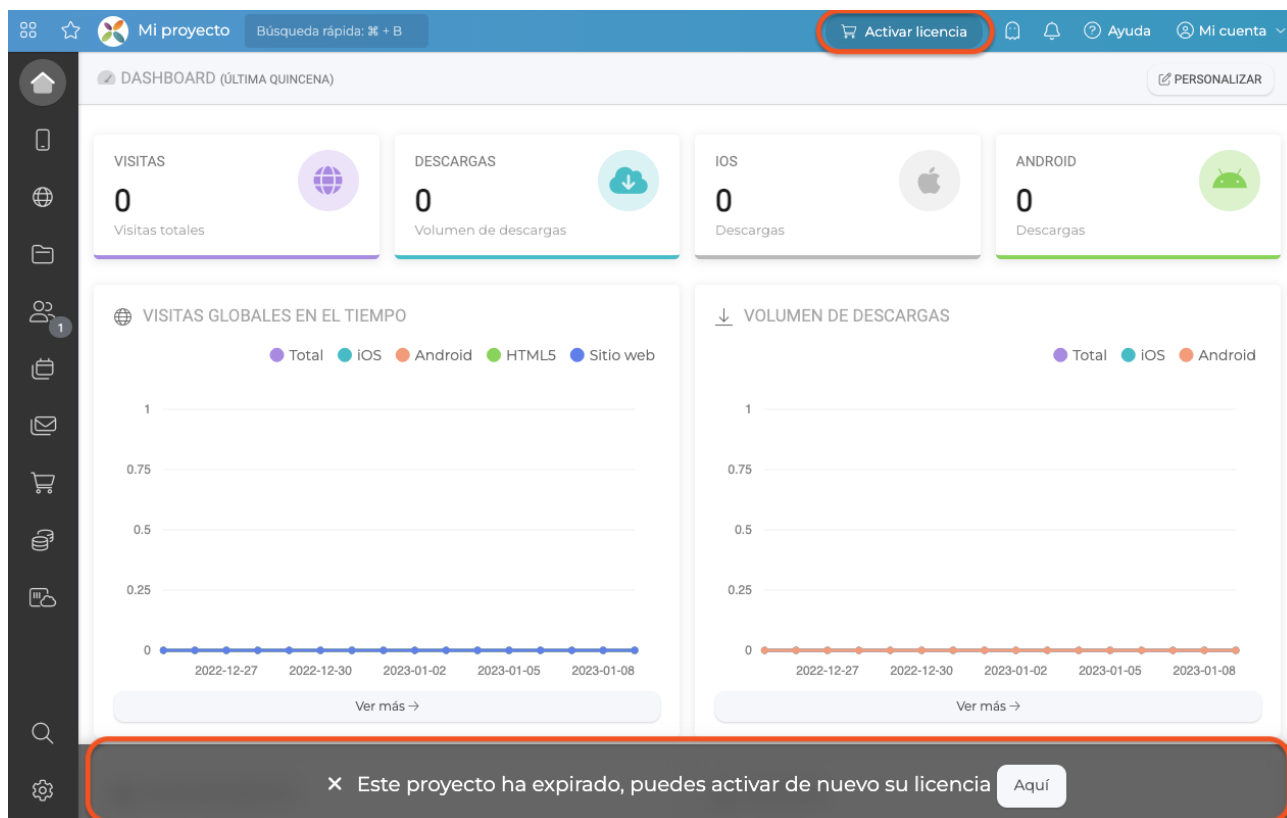 Mi proyecto Búsqueda rápida: ⌘ + B Activar licencia Ayuda Mi cuenta
DASHBOARD (ÚLTIMA QUINCENA) PERSONALIZAR
VISITAS
0
Visitas totales
DESCARGAS
0
Volumen de descargas
IOS
0
Descargas
ANDROID
0
Descargas
1
VISITAS GLOBALES EN EL TIEMPO
Total iOS Android HTML5 Sitio web
1
0.75
0.5
0.25
0
2022-12-27 2022-12-30 2023-01-02 2023-01-05 2023-01-08
Ver más →
VOLUMEN DE DESCARGAS
Total iOS Android
1
0.75
0.5
0.25
0
2022-12-27 2022-12-30 2023-01-02 2023-01-05 2023-01-08
Ver más →
× Este proyecto ha expirado, puedes activar de nuevo su licencia Aquí